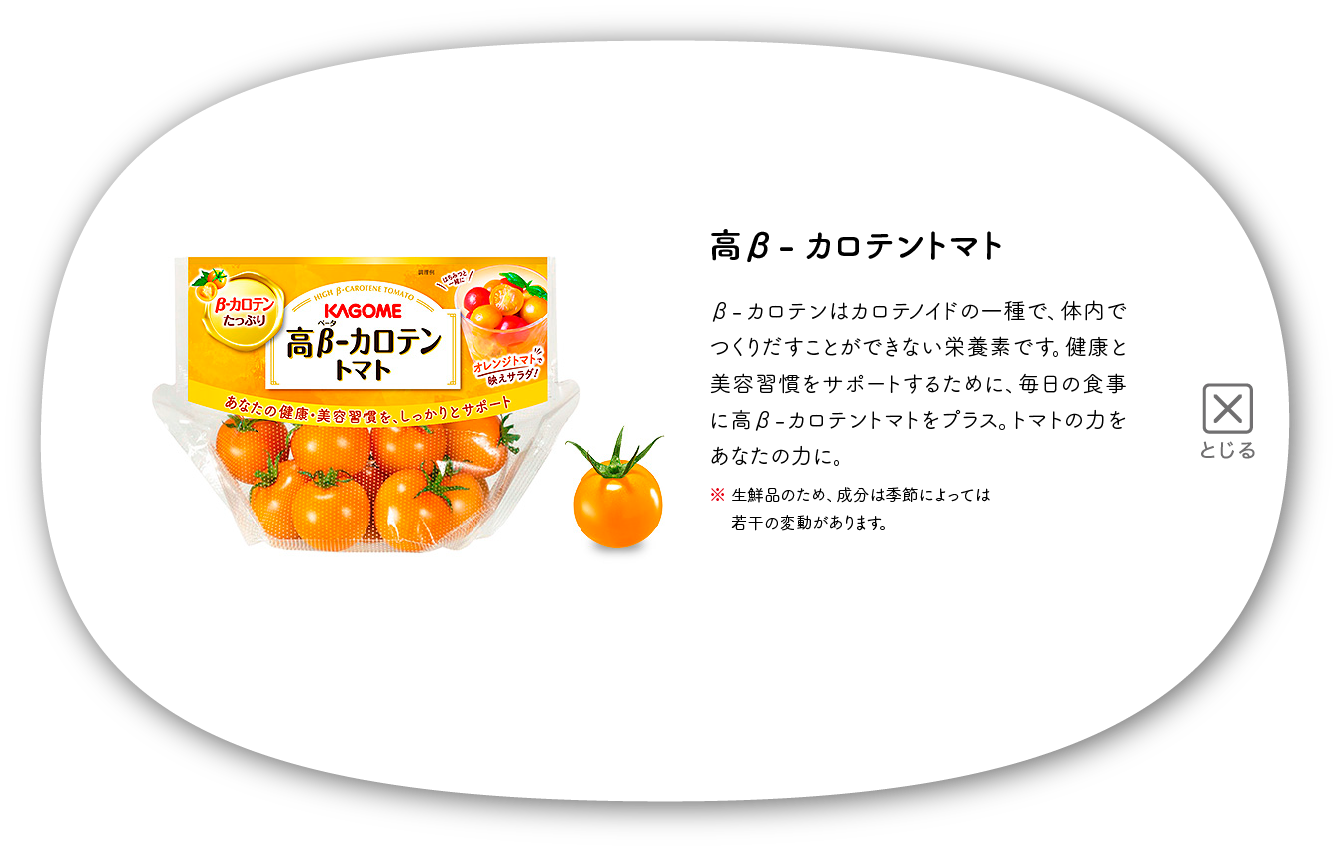 β-カロテン
たっぷり
HIGH β-CAROTENE TOMATO
KAGOME
ベータ
高β-カロテン
トマト
調理例
はちみつと
一緒に
オレンジトマトで
映えサラダ!
あなたの健康・美容習慣を、しっかりとサポート
高β-カロテントマト
β-カロテンはカロテノイドの一種で、体内で
つくりだすことができない栄養素です。健康と
美容習慣をサポートするために、毎日の食事
に高β-カロテントマトをプラス。トマトの力を
あなたの力に。
※ 生鮮品のため、成分は季節によっては
若干の変動があります。
とじる